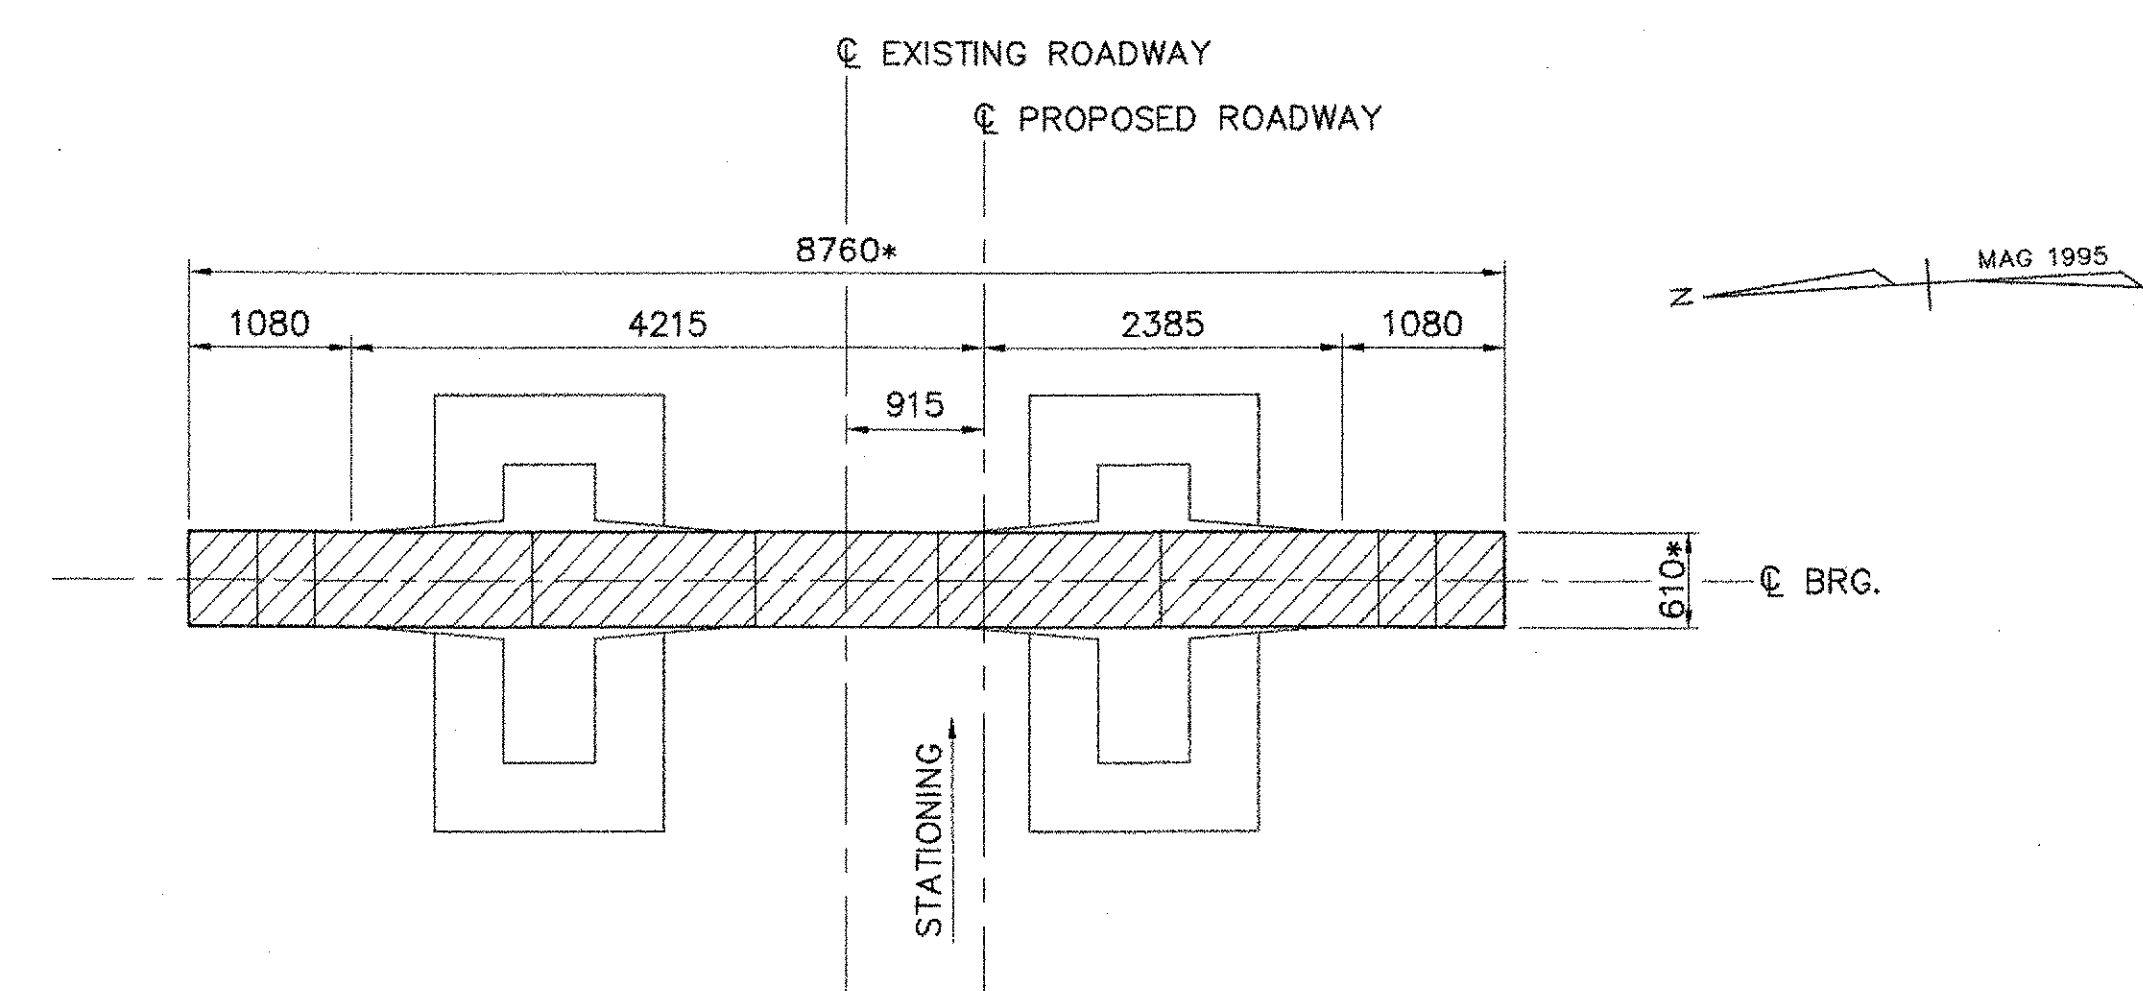 ℄ EXISTING ROADWAY
℄ PROPOSED ROADWAY
8760*
MAG 1995
N
1080
4215
2385
1080
915
610*
℄ BRG.
STATIONING